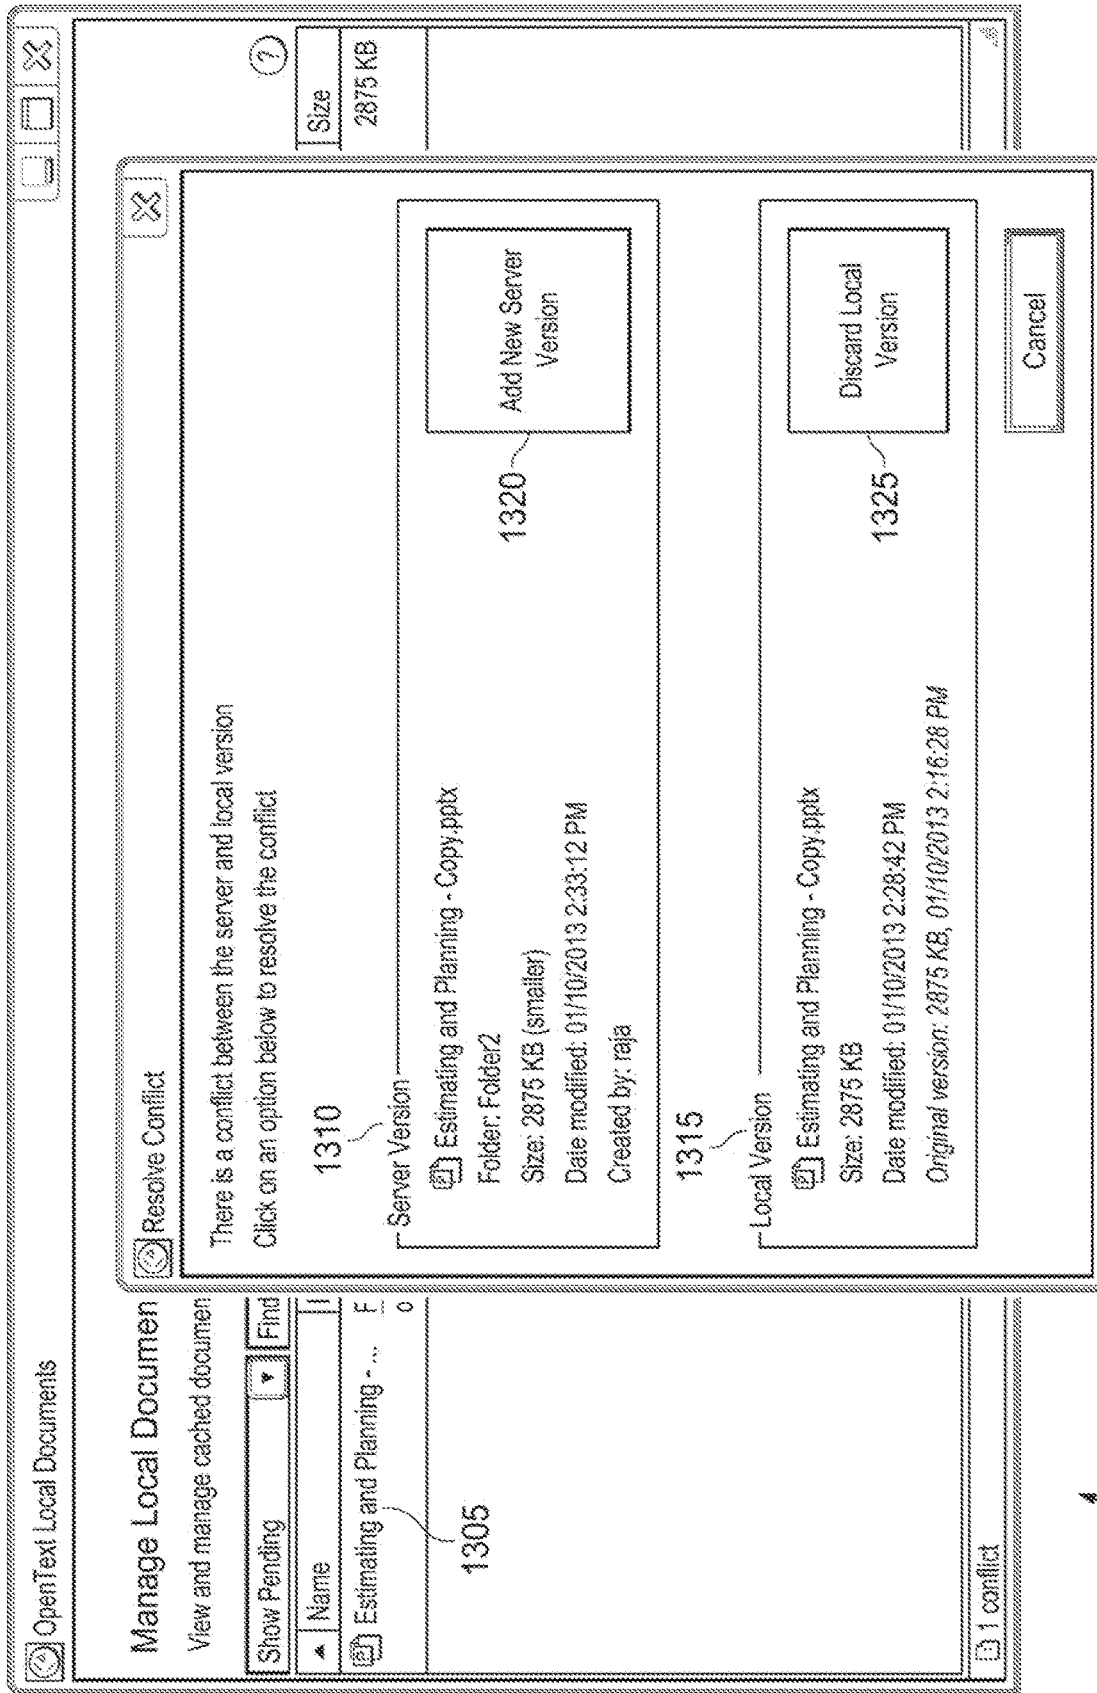 OpenText Local Documents
Manage Local Documen
View and manage cached documen
?
Show Pending
Find
Name
Size
Estimating and Planning - ...
F
o
2875 KB
1305
1 conflict
Resolve Conflict
There is a conflict between the server and local version
Click on an option below to resolve the conflict
1310
Server Version
Estimating and Planning - Copy.pptx
Folder: Folder2
Size: 2875 KB (smaller)
Date modified: 01/10/2013 2:33:12 PM
Created by: raja
1320
Add New Server
Version
1315
Local Version
Estimating and Planning - Copy.pptx
Size: 2875 KB
Date modified: 01/10/2013 2:28:42 PM
Original version: 2875 KB, 01/10/2013 2:16:28 PM
1325
Discard Local
Version
Cancel